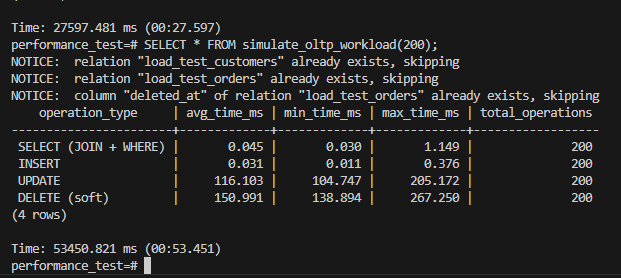 Time: 27597.481 ms (00:27.597)
performance_test=# SELECT * FROM simulate_oltp_workload(200);
NOTICE:  relation "load_test_customers" already exists, skipping
NOTICE:  relation "load_test_orders" already exists, skipping
NOTICE:  column "deleted_at" of relation "load_test_orders" already exists, skipping
    operation_type     | avg_time_ms | min_time_ms | max_time_ms | total_operations
-----------------------+-------------+-------------+-------------+------------------
 SELECT (JOIN + WHERE) |       0.045 |       0.030 |       1.149 |              200
 INSERT                |       0.031 |       0.011 |       0.376 |              200
 UPDATE                |     116.103 |     104.747 |     205.172 |              200
 DELETE (soft)         |     150.991 |     138.894 |     267.250 |              200
(4 rows)
Time: 53450.821 ms (00:53.451)
performance_test=#